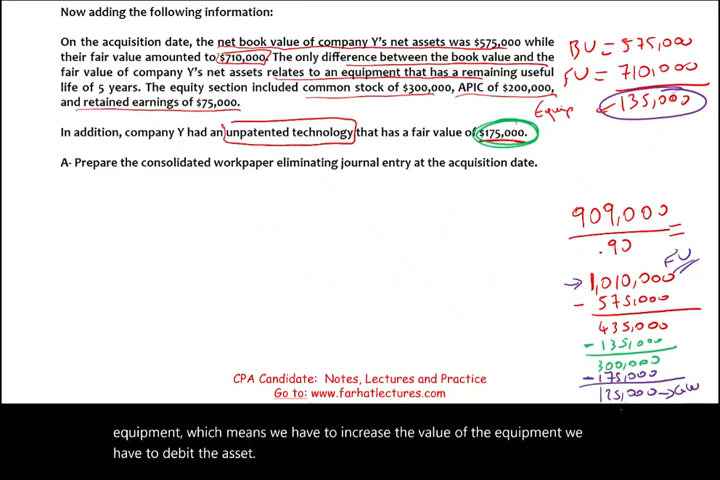 Now adding the following information:
On the acquisition date, the net book value of company Y's net assets was $575,000 while
their fair value amounted to $710,000. The only difference between the book value and the
fair value of company Y's net assets relates to an equipment that has a remaining useful
life of 5 years. The equity section included common stock of $300,000, APIC of $200,000,
and retained earnings of $75,000.
In addition, company Y had an unpatented technology that has a fair value of $175,000.
A- Prepare the consolidated workpaper eliminating journal entry at the acquisition date.
BV = 575,000
FV = 710,000
Equip - 135,000
909,000
.90 =
FV
→ 1,010,000
- 575,000
435,000
- 135,000
300,000
- 175,000
125,000 → GW
CPA Candidate: Notes, Lectures and Practice
Go to: www.farhatlectures.com
equipment, which means we have to increase the value of the equipment we
have to debit the asset.